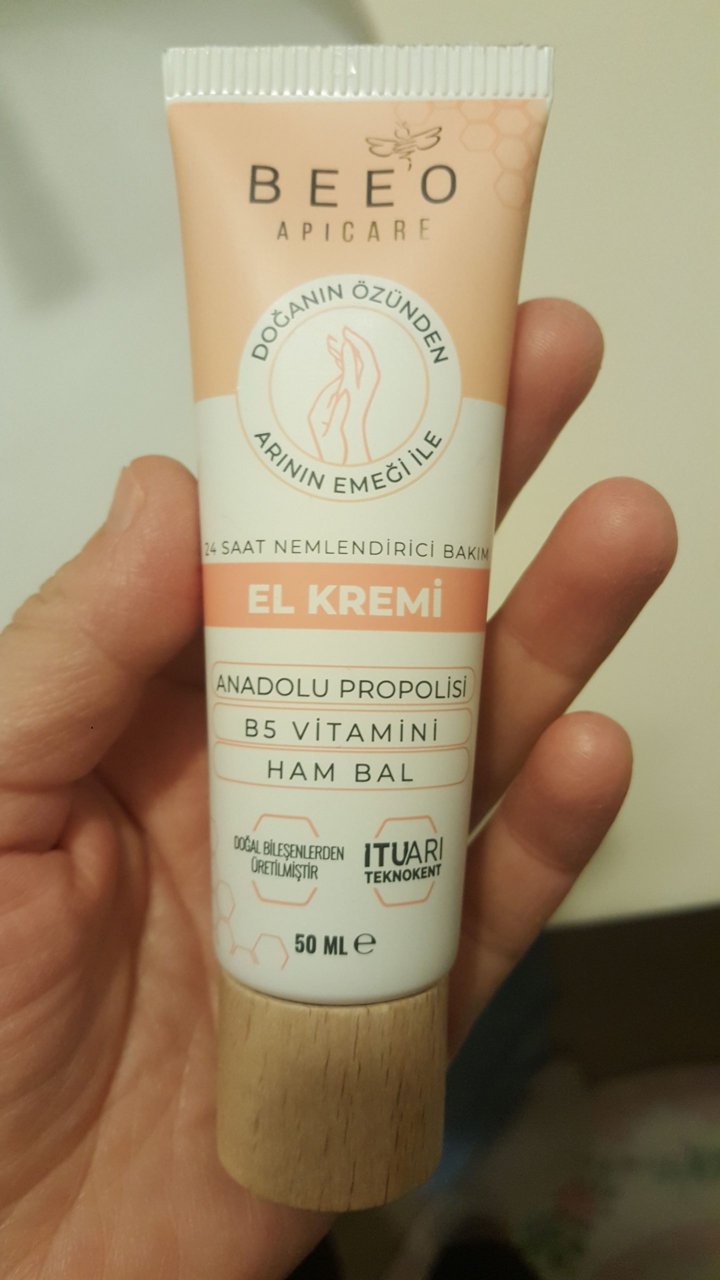 BEE'O
APICARE
DOĞANIN ÖZÜNDEN
ARININ EMEĞİ İLE
24 SAAT NEMLENDİRİCİ BAKIM
EL KREMİ
ANADOLU PROPOLİSİ
B5 VİTAMİNİ
HAM BAL
DOĞAL BİLEŞENLERDEN
ÜRETİLMİŞTİR
ITUARI
TEKNOKENT
50 ML ℮